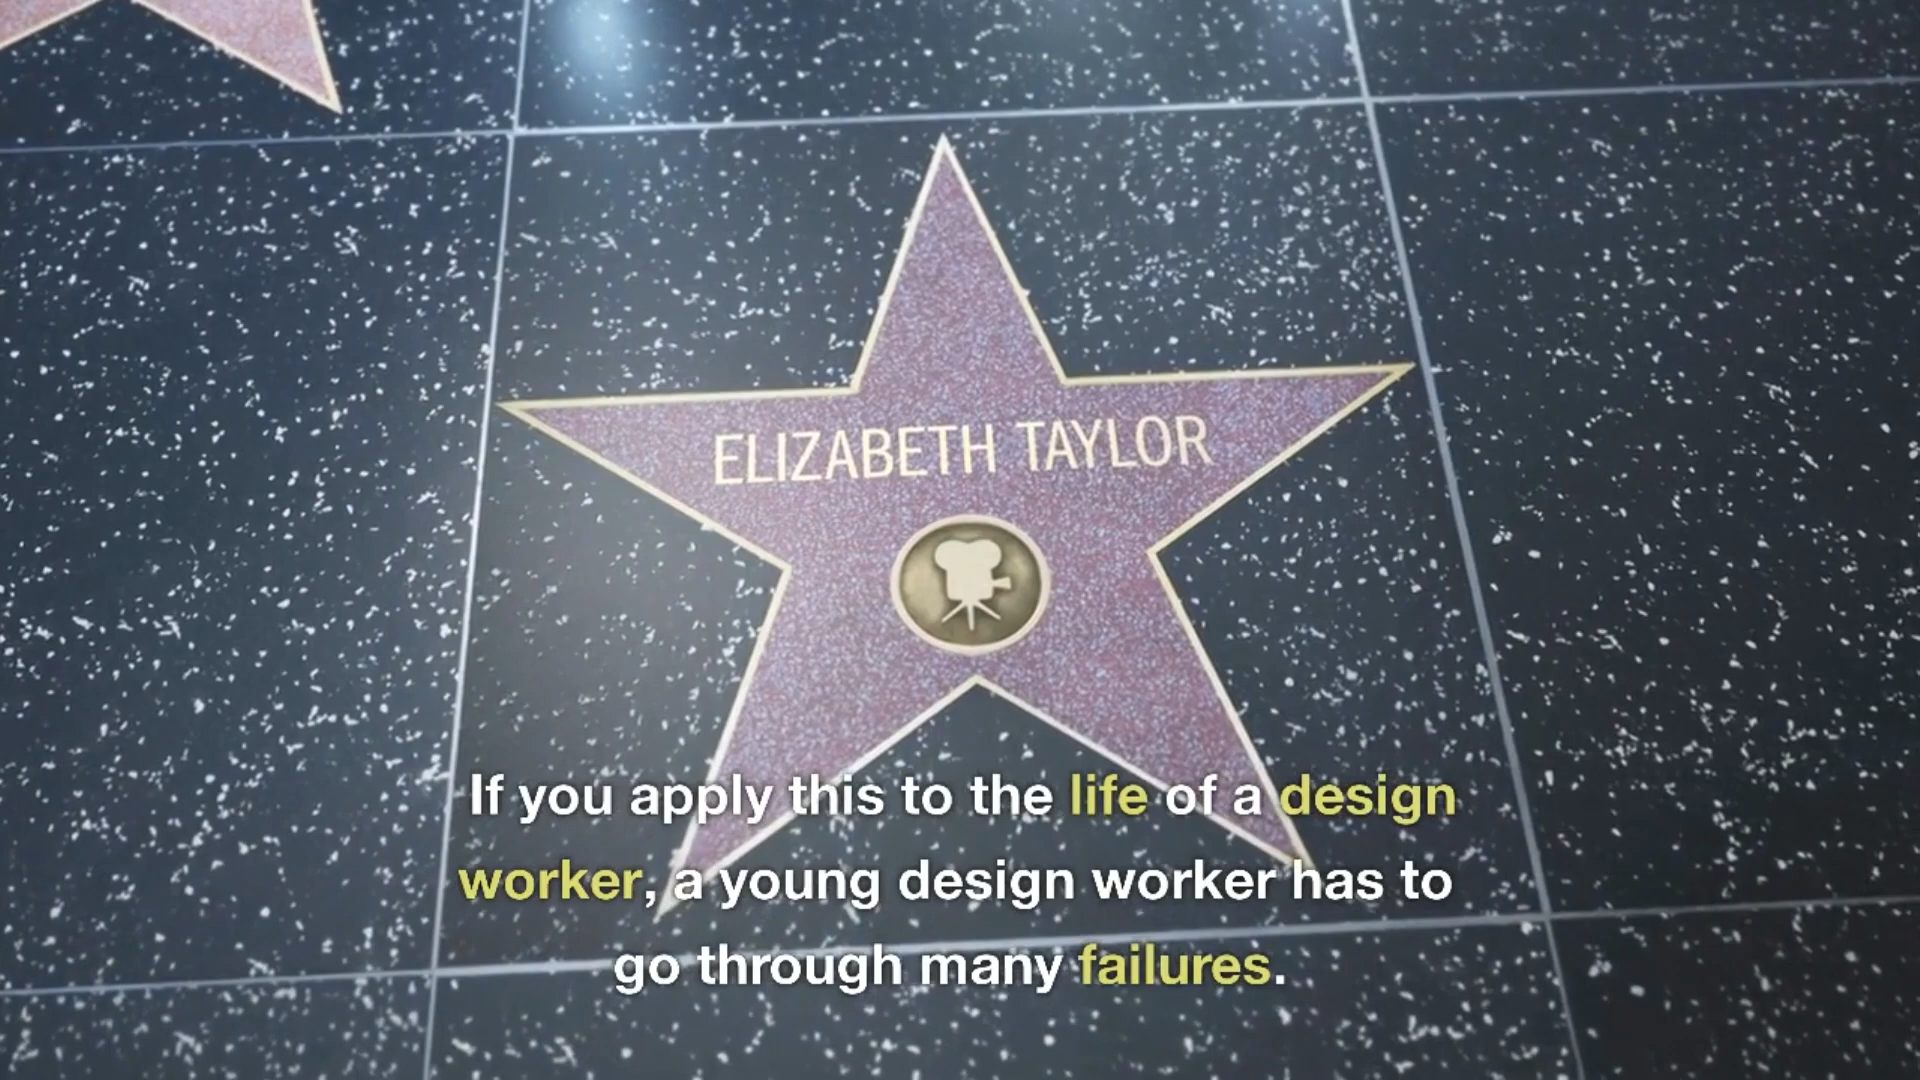 ELIZABETH TAYLOR
If you apply this to the life of a design
worker, a young design worker has to
go through many failures.